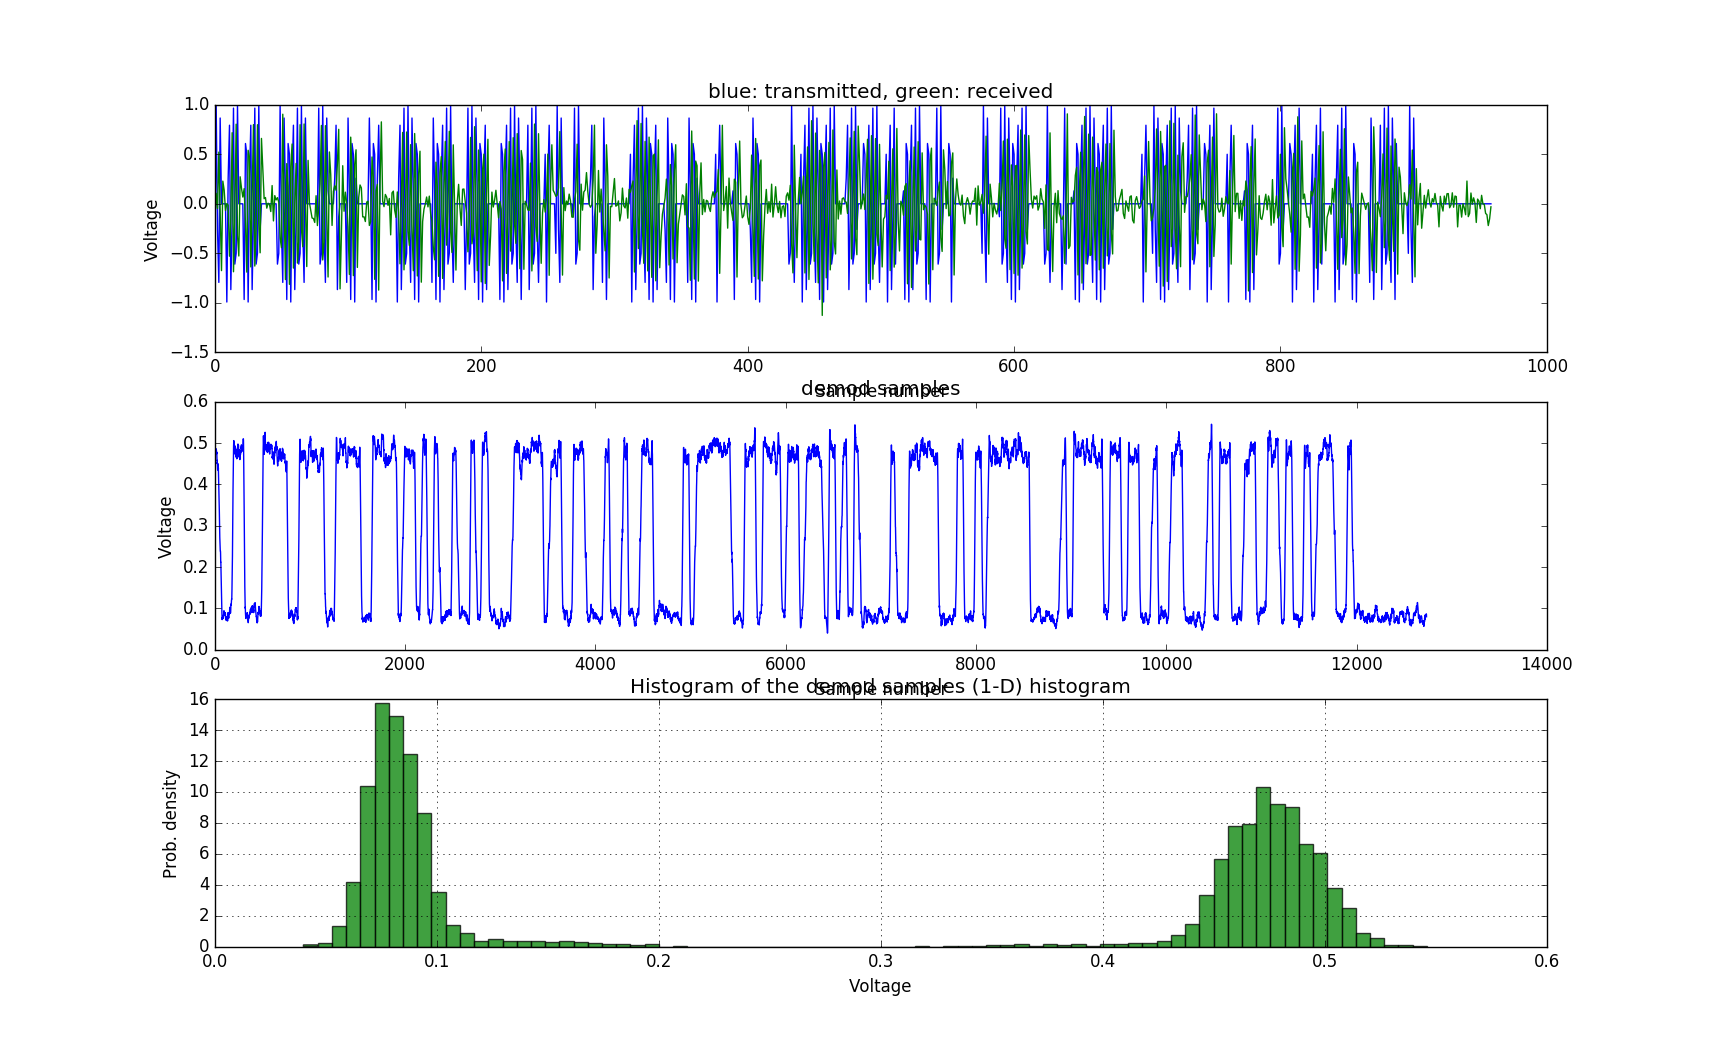 blue: transmitted, green: received
1.0
0.5
0.0
−0.5
−1.0
−1.5
Voltage
0 200 400 600 800 1000
Sample number
demod samples
0.6
0.5
0.4
0.3
0.2
0.1
0.0
Voltage
0 2000 4000 6000 8000 10000 12000 14000
Sample number
Histogram of the demod samples (1-D) histogram
16
14
12
10
8
6
4
2
0
Prob. density
0.0 0.1 0.2 0.3 0.4 0.5 0.6
Voltage